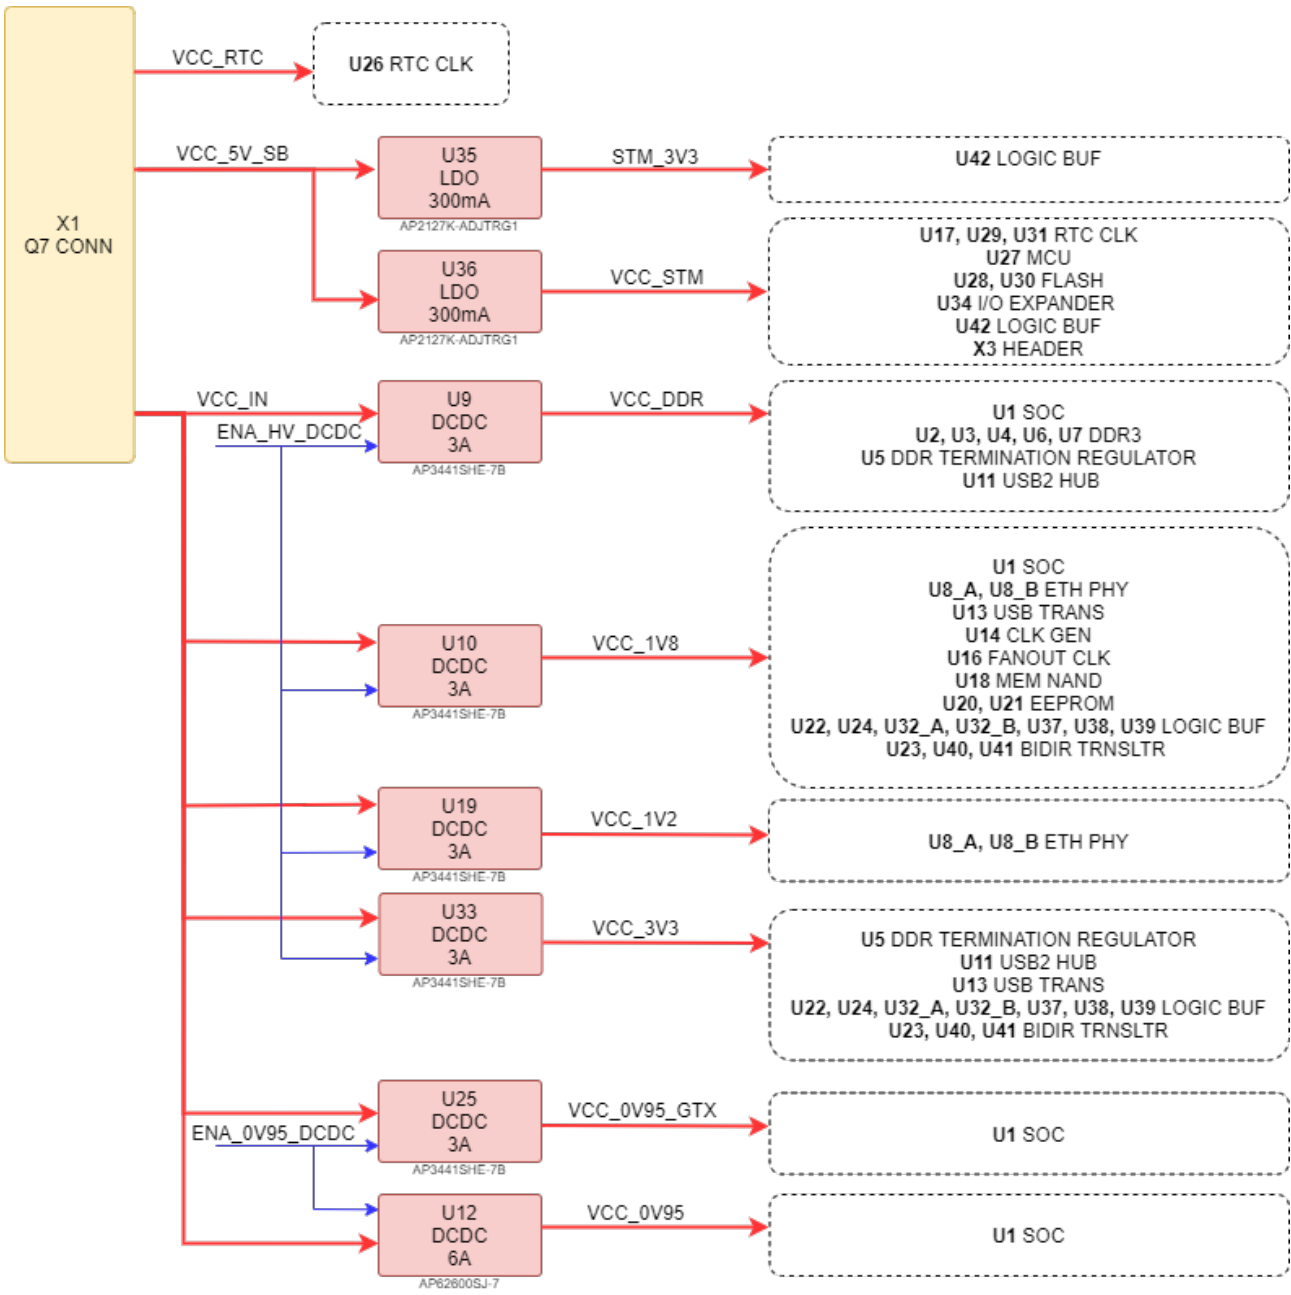 X1
Q7 CONN
VCC_RTC
U26 RTC CLK
VCC_5V_SB
U35
LDO
300mA
AP2127K-ADJTRG1
STM_3V3
U42 LOGIC BUF
U36
LDO
300mA
AP2127K-ADJTRG1
VCC_STM
U17, U29, U31 RTC CLK
U27 MCU
U28, U30 FLASH
U34 I/O EXPANDER
U42 LOGIC BUF
X3 HEADER
VCC_IN
ENA_HV_DCDC
U9
DCDC
3A
AP3441SHE-7B
VCC_DDR
U1 SOC
U2, U3, U4, U6, U7 DDR3
U5 DDR TERMINATION REGULATOR
U11 USB2 HUB
U10
DCDC
3A
AP3441SHE-7B
VCC_1V8
U1 SOC
U8_A, U8_B ETH PHY
U13 USB TRANS
U14 CLK GEN
U16 FANOUT CLK
U18 MEM NAND
U20, U21 EEPROM
U22, U24, U32_A, U32_B, U37, U38, U39 LOGIC BUF
U23, U40, U41 BIDIR TRNSLTR
U19
DCDC
3A
AP3441SHE-7B
VCC_1V2
U8_A, U8_B ETH PHY
U33
DCDC
3A
AP3441SHE-7B
VCC_3V3
U5 DDR TERMINATION REGULATOR
U11 USB2 HUB
U13 USB TRANS
U22, U24, U32_A, U32_B, U37, U38, U39 LOGIC BUF
U23, U40, U41 BIDIR TRNSLTR
ENA_0V95_DCDC
U25
DCDC
3A
AP3441SHE-7B
VCC_0V95_GTX
U1 SOC
U12
DCDC
6A
AP62600SJ-7
VCC_0V95
U1 SOC